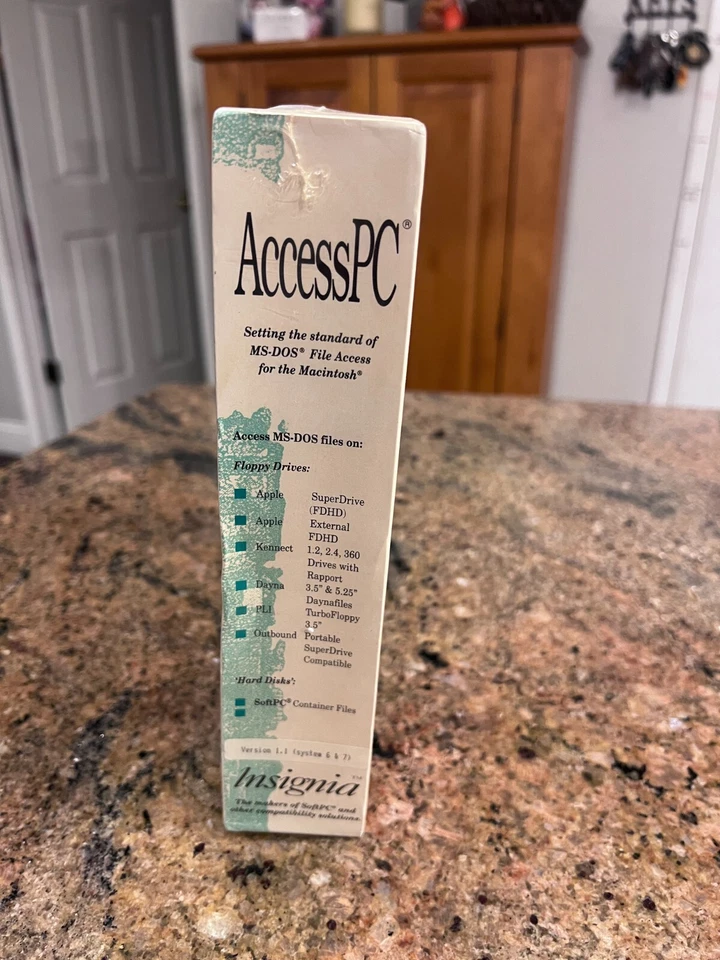 AccessPC®
Setting the standard of
MS-DOS® File Access
for the Macintosh®
Access MS-DOS files on:
Floppy Drives:
Apple SuperDrive
(FDHD)
Apple External
FDHD
Kennect 1.2, 2.4, 360
Drives with
Rapport
Dayna 3.5" & 5.25"
Daynafiles
PLI TurboFloppy
3.5"
Outbound Portable
SuperDrive
Compatible
'Hard Disks':
SoftPC® Container Files
Version 1.1 (system 6 & 7)
Insignia™
The makers of SoftPC® and
other compatibility solutions.